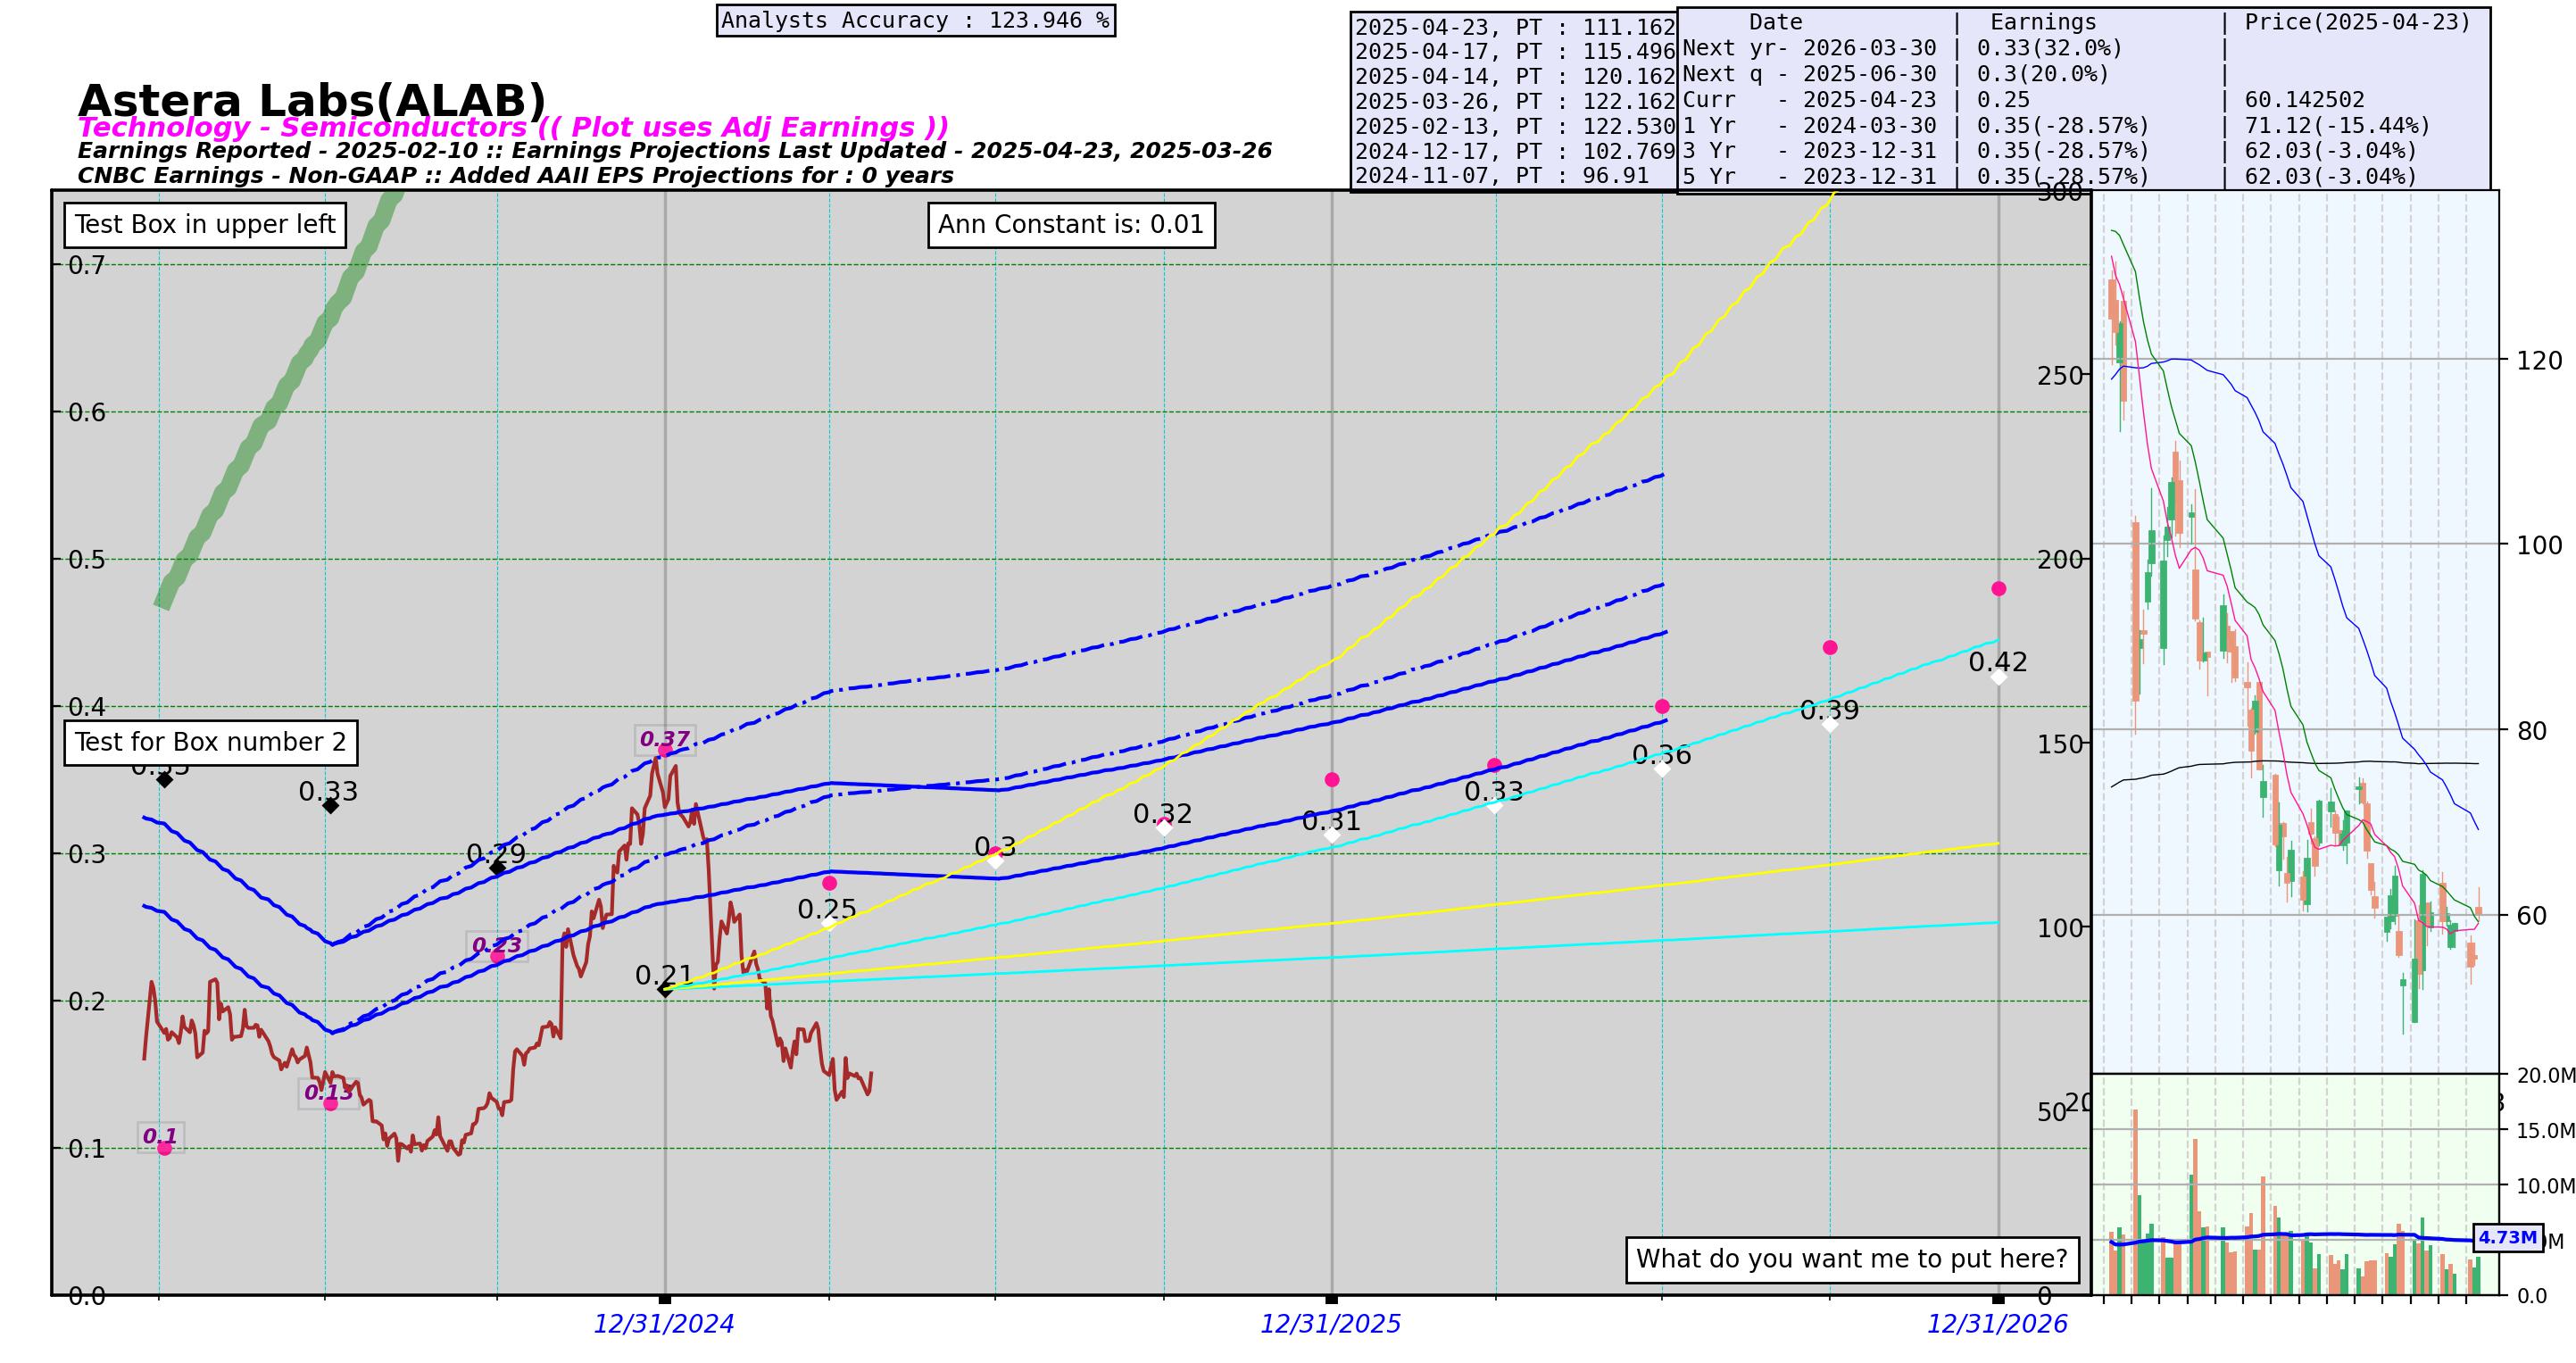 Analysts Accuracy : 123.946 %
2025-04-23, PT : 111.162
2025-04-17, PT : 115.496
2025-04-14, PT : 120.162
2025-03-26, PT : 122.162
2025-02-13, PT : 122.530
2024-12-17, PT : 102.769
2024-11-07, PT : 96.91
Date | Earnings | Price(2025-04-23)
Next yr- 2026-03-30 | 0.33(32.0%) |
Next q - 2025-06-30 | 0.3(20.0%) |
Curr - 2025-04-23 | 0.25 | 60.142502
1 Yr - 2024-03-30 | 0.35(-28.57%) | 71.12(-15.44%)
3 Yr - 2023-12-31 | 0.35(-28.57%) | 62.03(-3.04%)
5 Yr - 2023-12-31 | 0.35(-28.57%) | 62.03(-3.04%)
Astera Labs(ALAB)
Technology - Semiconductors (( Plot uses Adj Earnings ))
Earnings Reported - 2025-02-10 :: Earnings Projections Last Updated - 2025-04-23, 2025-03-26
CNBC Earnings - Non-GAAP :: Added AAII EPS Projections for : 0 years
Test Box in upper left
Ann Constant is: 0.01
Test for Box number 2
What do you want me to put here?
0.7
0.6
0.5
0.4
0.3
0.2
0.1
0.0
0.33
0.29
0.21
0.25
0.3
0.32
0.31
0.33
0.36
0.39
0.42
0.1
0.13
0.23
0.37
300
250
200
150
100
50
0
120
100
80
60
20.0M
15.0M
10.0M
4.73M
0.0
12/31/2024
12/31/2025
12/31/2026